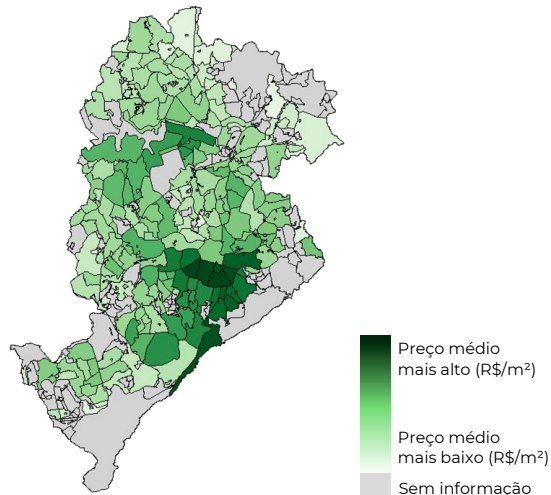 Preço médio
mais alto (R$/m²)
Preço médio
mais baixo (R$/m²)
Sem informação